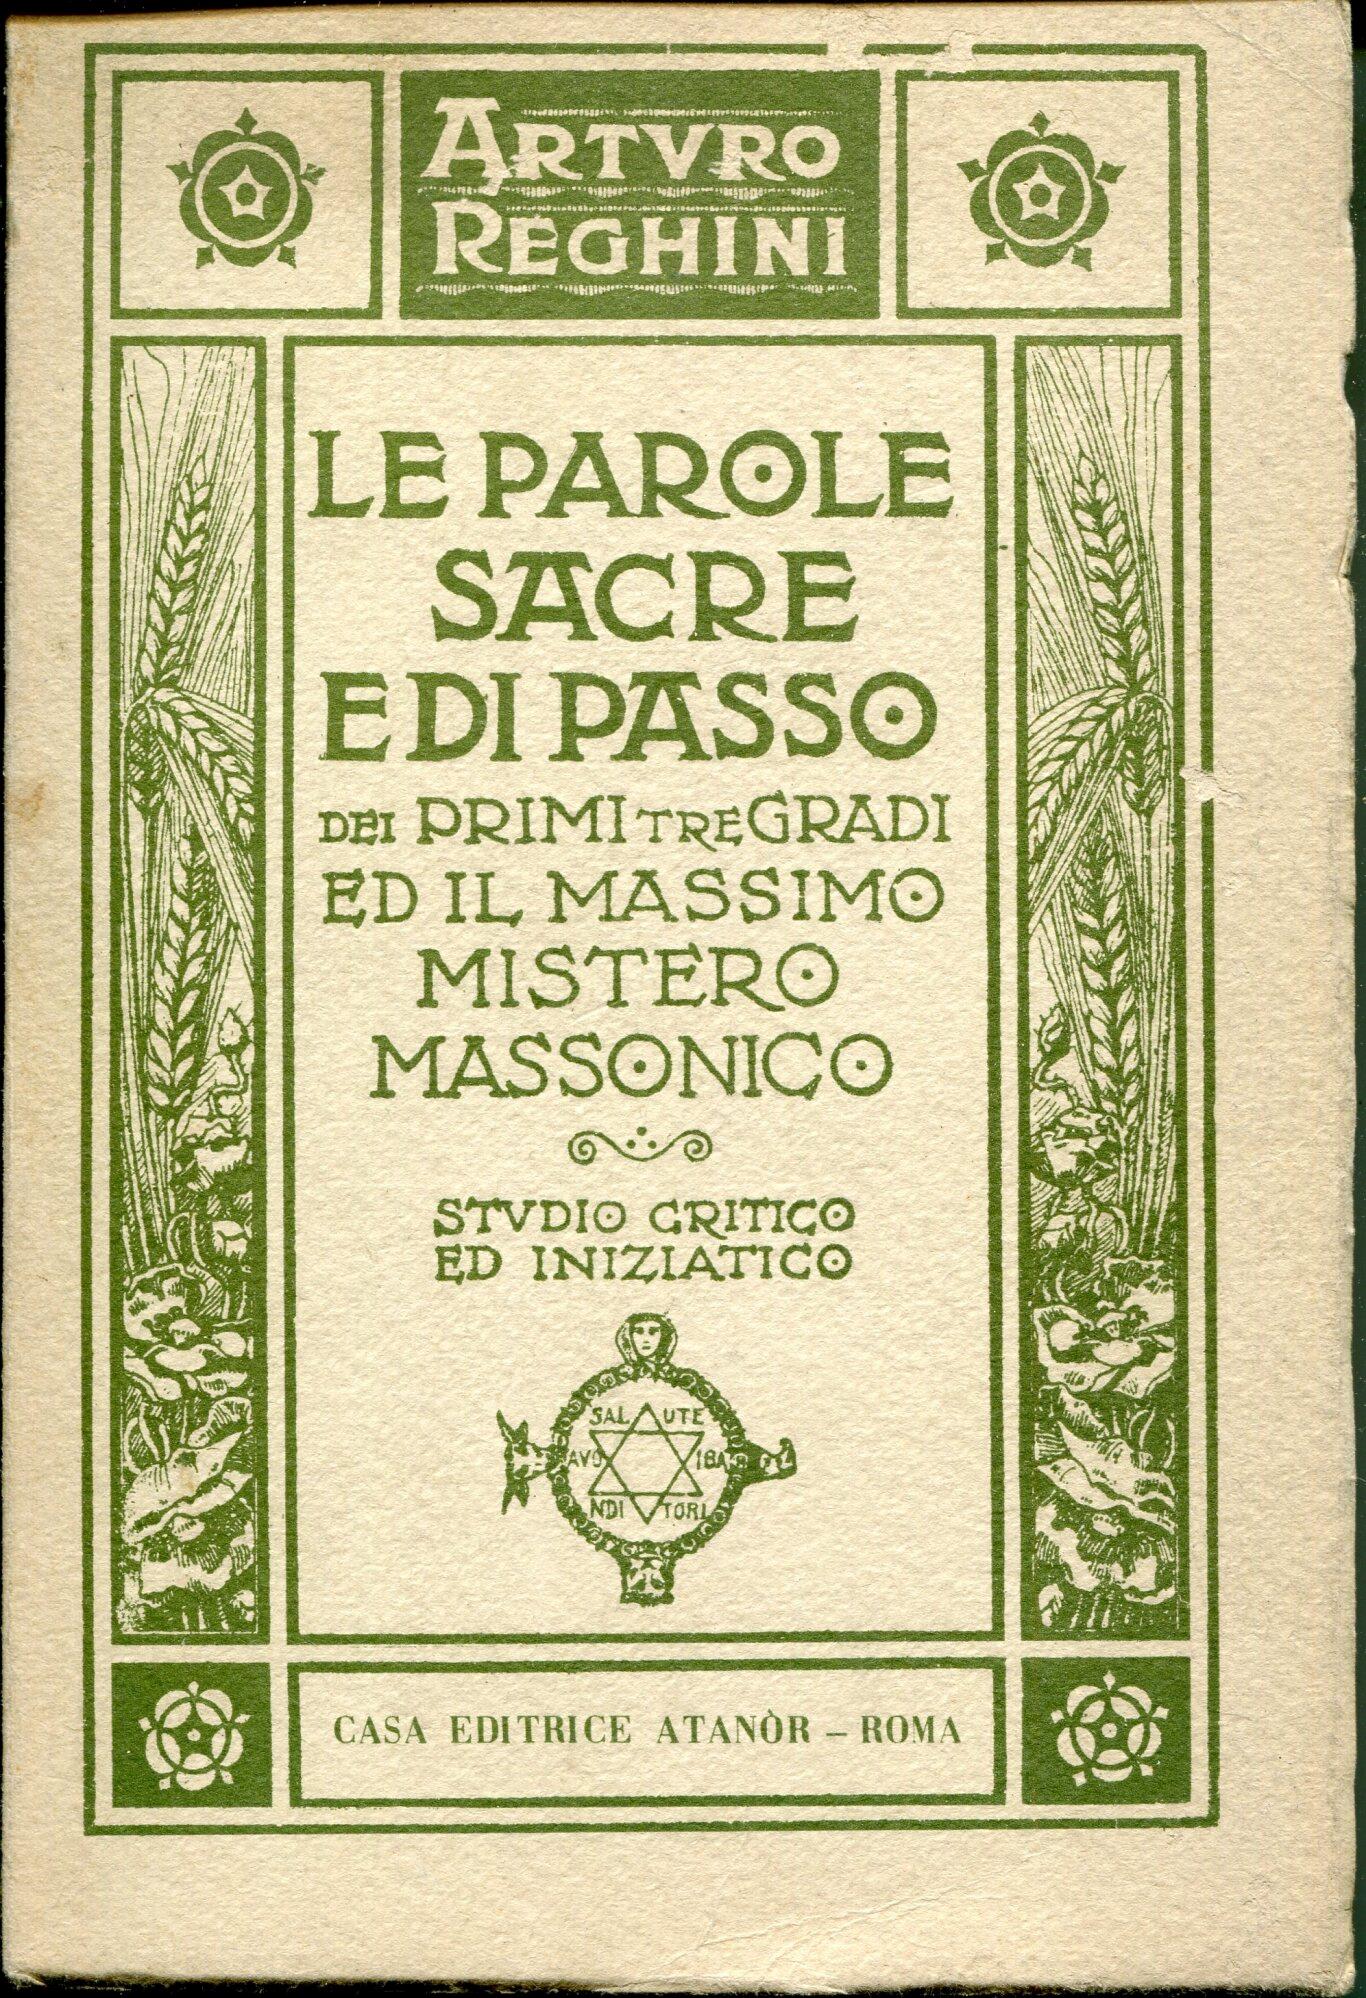 ARTVRO
REGHINI
LE PAROLE
SACRE
E DI PASSO
DEI PRIMI TRE GRADI
ED IL MASSIMO
MISTERO
MASSONICO
STVDIO CRITICO
ED INIZIATICO
SAL UTE
NDI TORI
CASA EDITRICE ATANÒR – ROMA